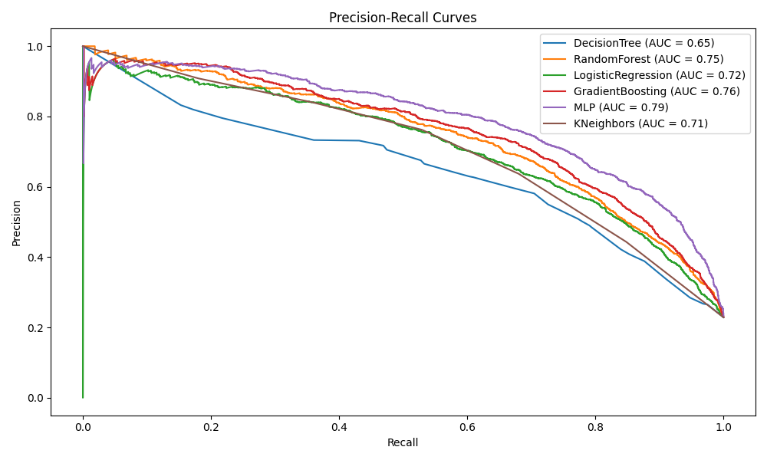 Precision-Recall Curves
DecisionTree (AUC = 0.65)
RandomForest (AUC = 0.75)
LogisticRegression (AUC = 0.72)
GradientBoosting (AUC = 0.76)
MLP (AUC = 0.79)
KNeighbors (AUC = 0.71)
Precision
1.0
0.8
0.6
0.4
0.2
0.0
0.0 0.2 0.4 0.6 0.8 1.0
Recall